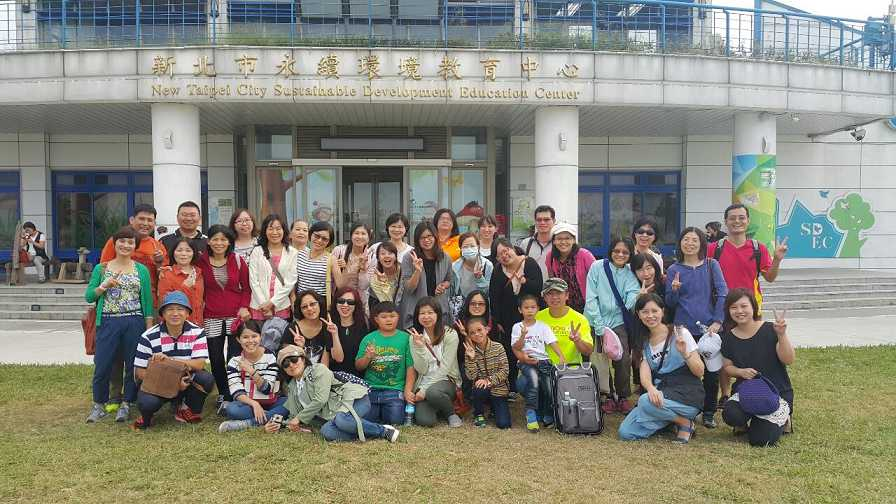 新北市永續環境教育中心
New Taipei City Sustainable Development Education Center
SDEC